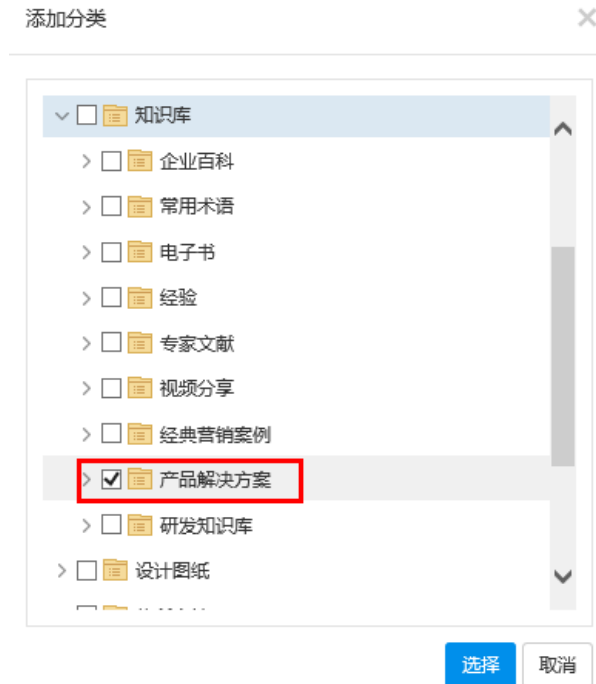 添加分类
知识库
企业百科
常用术语
电子书
经验
专家文献
视频分享
经典营销案例
产品解决方案
研发知识库
设计图纸
选择 取消